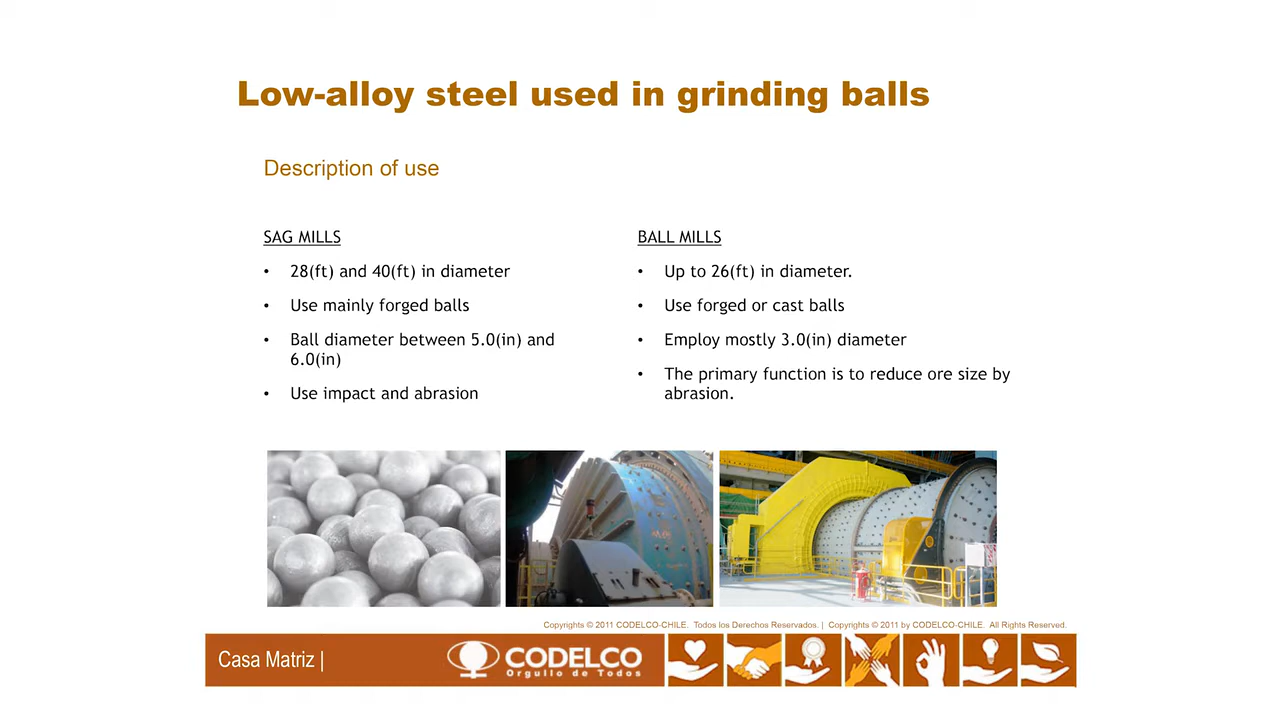 Low-alloy steel used in grinding balls
Description of use
SAG MILLS
• 28(ft) and 40(ft) in diameter
• Use mainly forged balls
• Ball diameter between 5.0(in) and
6.0(in)
• Use impact and abrasion
BALL MILLS
• Up to 26(ft) in diameter.
• Use forged or cast balls
• Employ mostly 3.0(in) diameter
• The primary function is to reduce ore size by
abrasion.
Copyrights © 2011 CODELCO-CHILE. Todos los Derechos Reservados. | Copyrights © 2011 by CODELCO-CHILE. All Rights Reserved.
Casa Matriz |
CODELCO
Orgullo de Todos